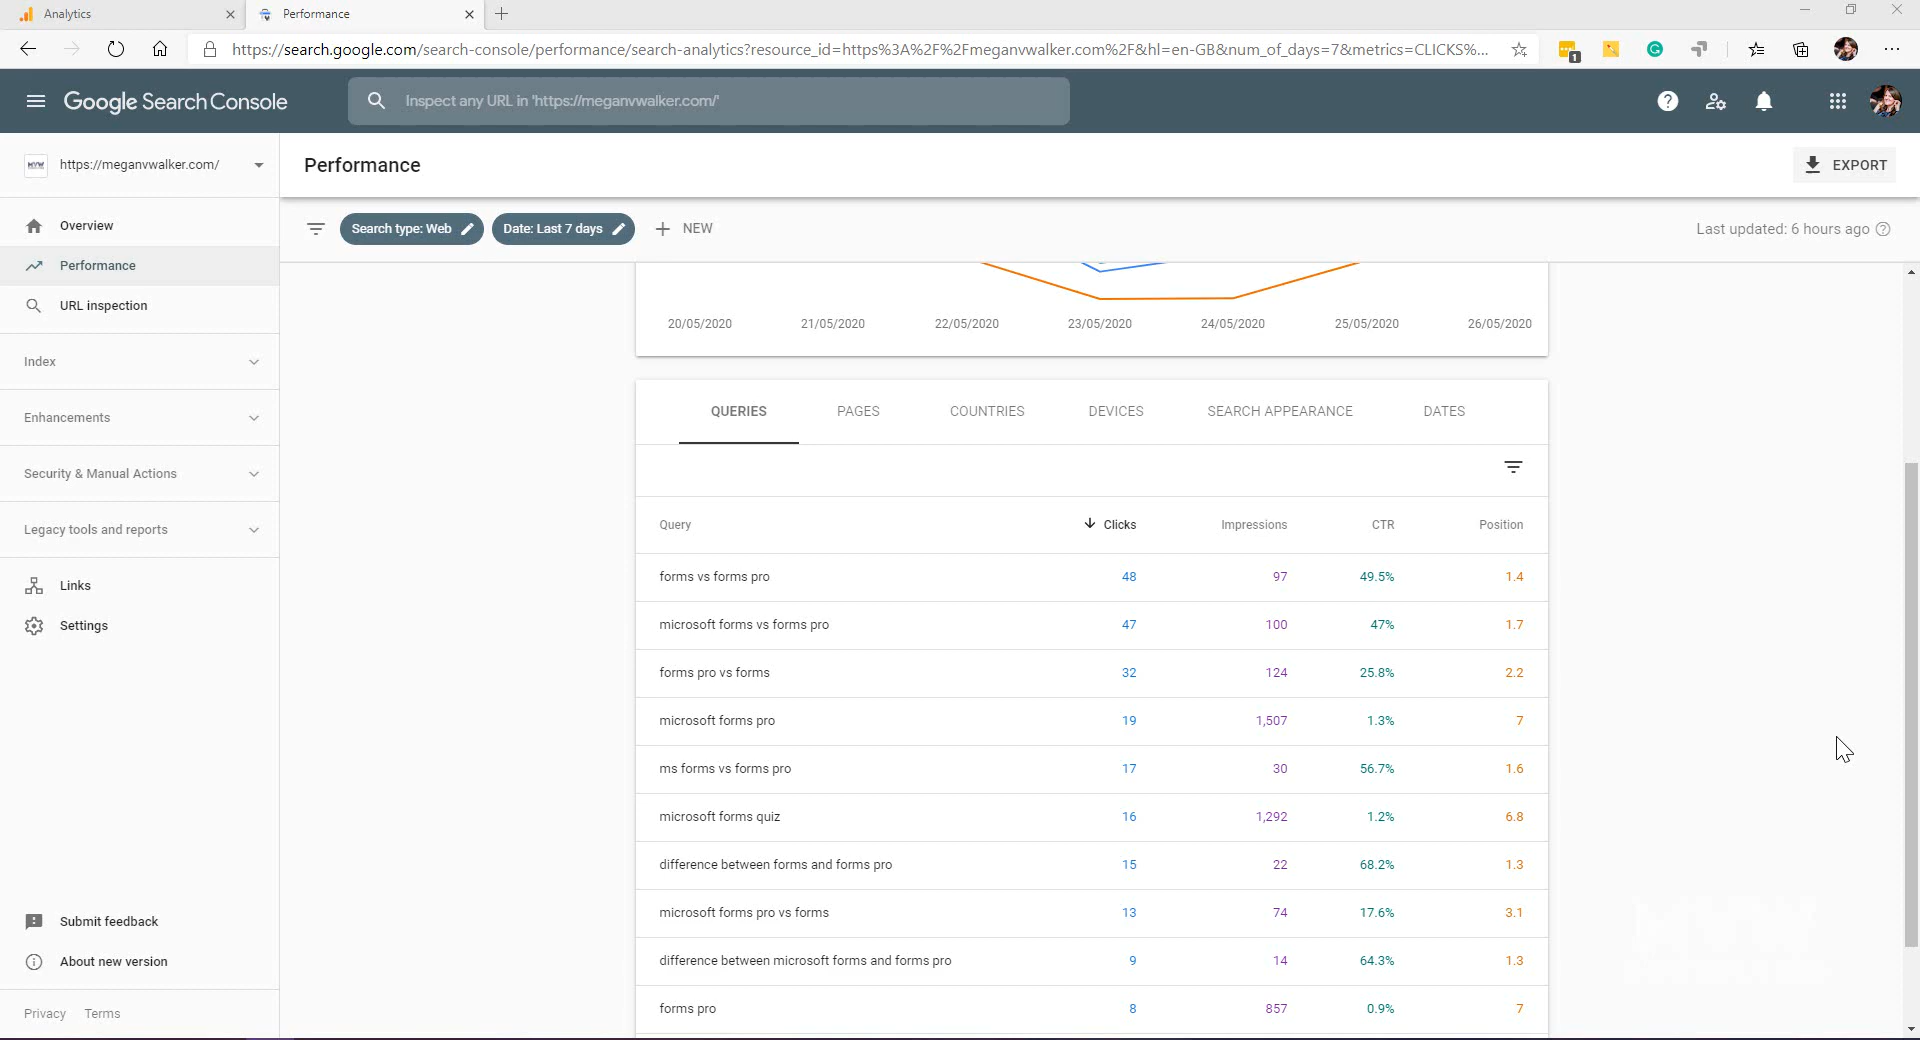 Analytics
Performance
https://search.google.com/search-console/performance/search-analytics?resource_id=https%3A%2F%2Fmeganvwalker.com%2F&hl=en-GB&num_of_days=7&metrics=CLICKS%...
1
Google Search Console
Inspect any URL in 'https://meganvwalker.com/'
MVW
https://meganvwalker.com/
Performance
EXPORT
Overview
Search type: Web
Date: Last 7 days
NEW
Last updated: 6 hours ago
Performance
URL inspection
Index
Enhancements
Security & Manual Actions
Legacy tools and reports
Links
Settings
Submit feedback
About new version
Privacy Terms
20/05/2020 21/05/2020 22/05/2020 23/05/2020 24/05/2020 25/05/2020 26/05/2020
QUERIES PAGES COUNTRIES DEVICES SEARCH APPEARANCE DATES
Query Clicks Impressions CTR Position
forms vs forms pro 48 97 49.5% 1.4
microsoft forms vs forms pro 47 100 47% 1.7
forms pro vs forms 32 124 25.8% 2.2
microsoft forms pro 19 1,507 1.3% 7
ms forms vs forms pro 17 30 56.7% 1.6
microsoft forms quiz 16 1,292 1.2% 6.8
difference between forms and forms pro 15 22 68.2% 1.3
microsoft forms pro vs forms 13 74 17.6% 3.1
difference between microsoft forms and forms pro 9 14 64.3% 1.3
forms pro 8 857 0.9% 7